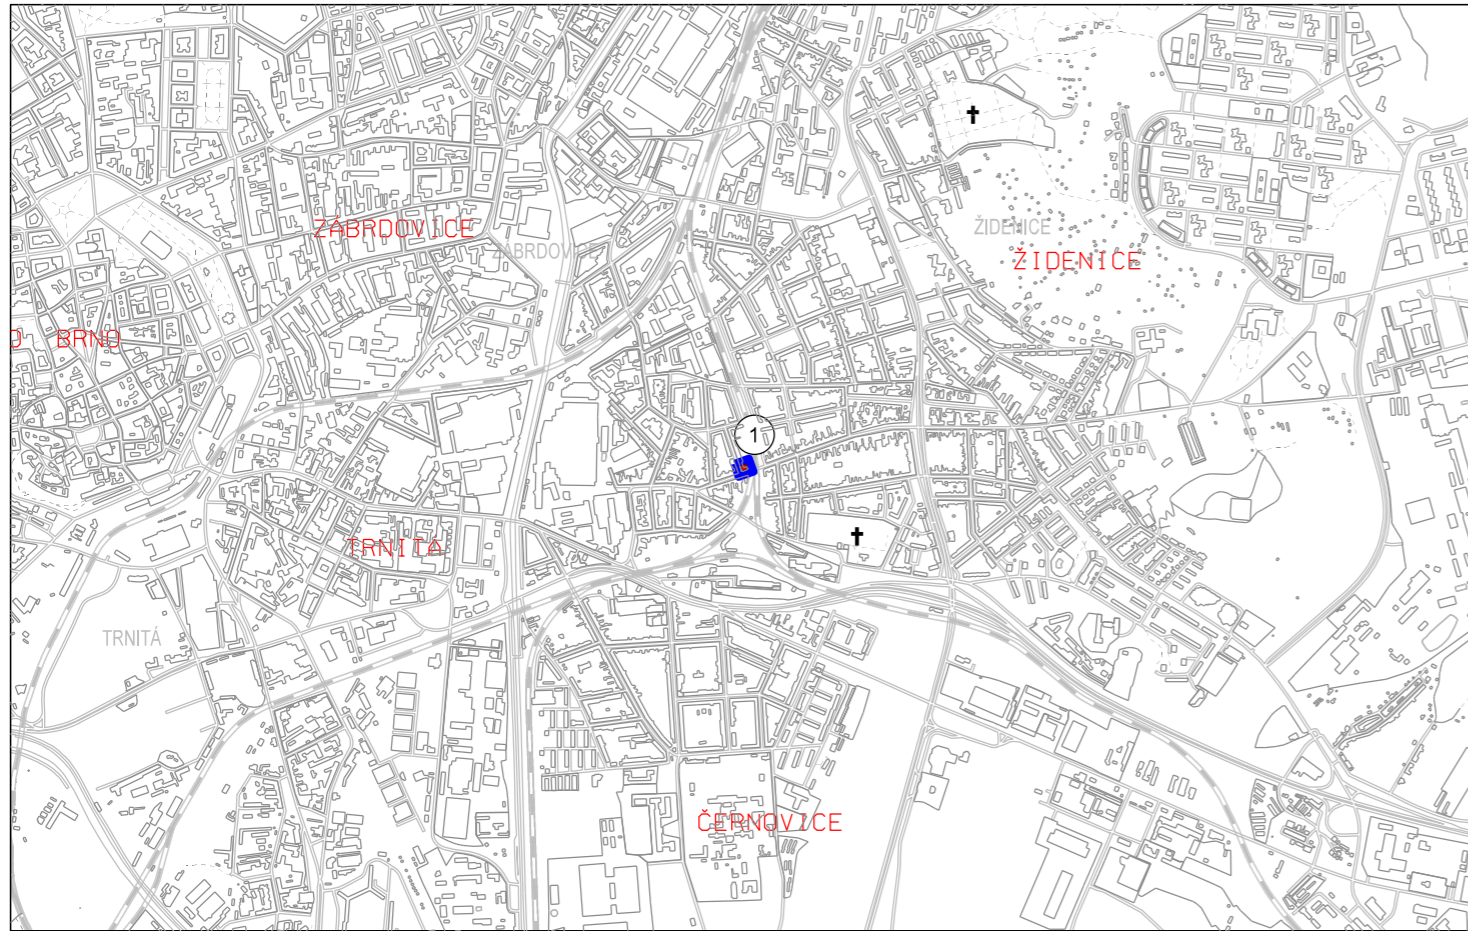 ZÁBRDOVICE
ZÁBRDOVICE
ŽIDENICE
ŽIDENICE
O BRNO
1
TRNITÁ
TRNITÁ
ČERNOVICE